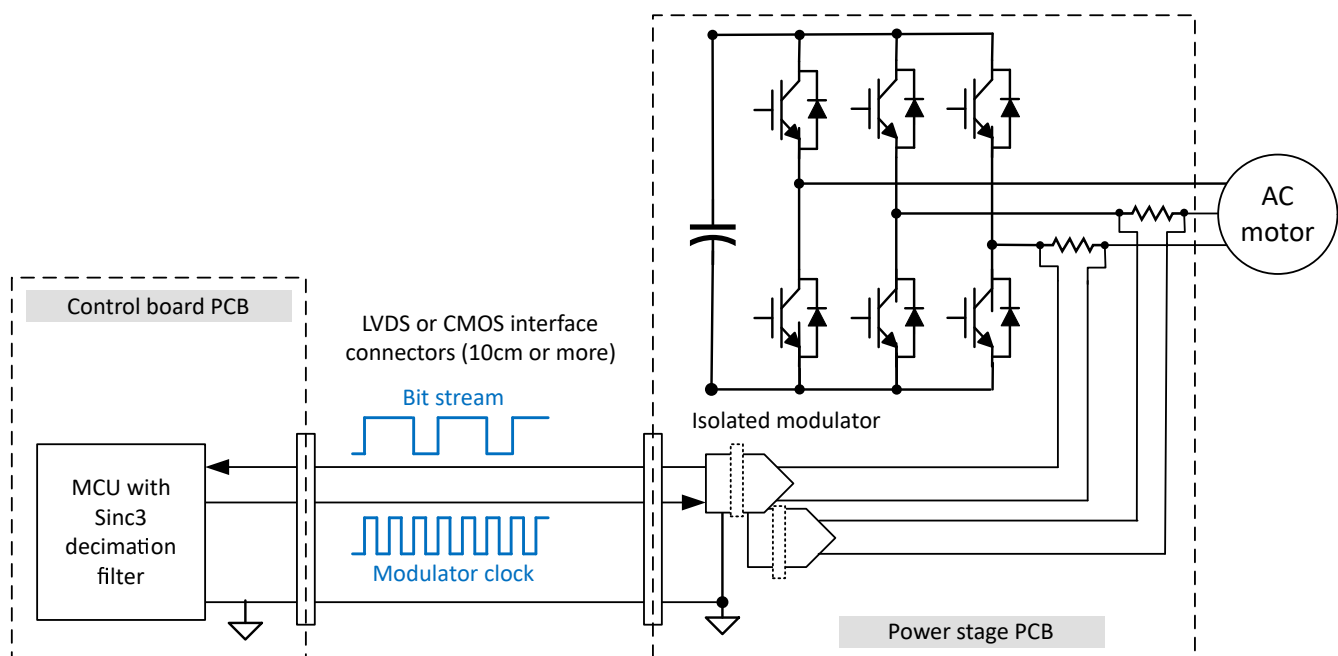 AC
motor
Control board PCB
LVDS or CMOS interface
connectors (10cm or more)
Bit stream
Isolated modulator
MCU with
Sinc3
decimation
filter
Modulator clock
Power stage PCB